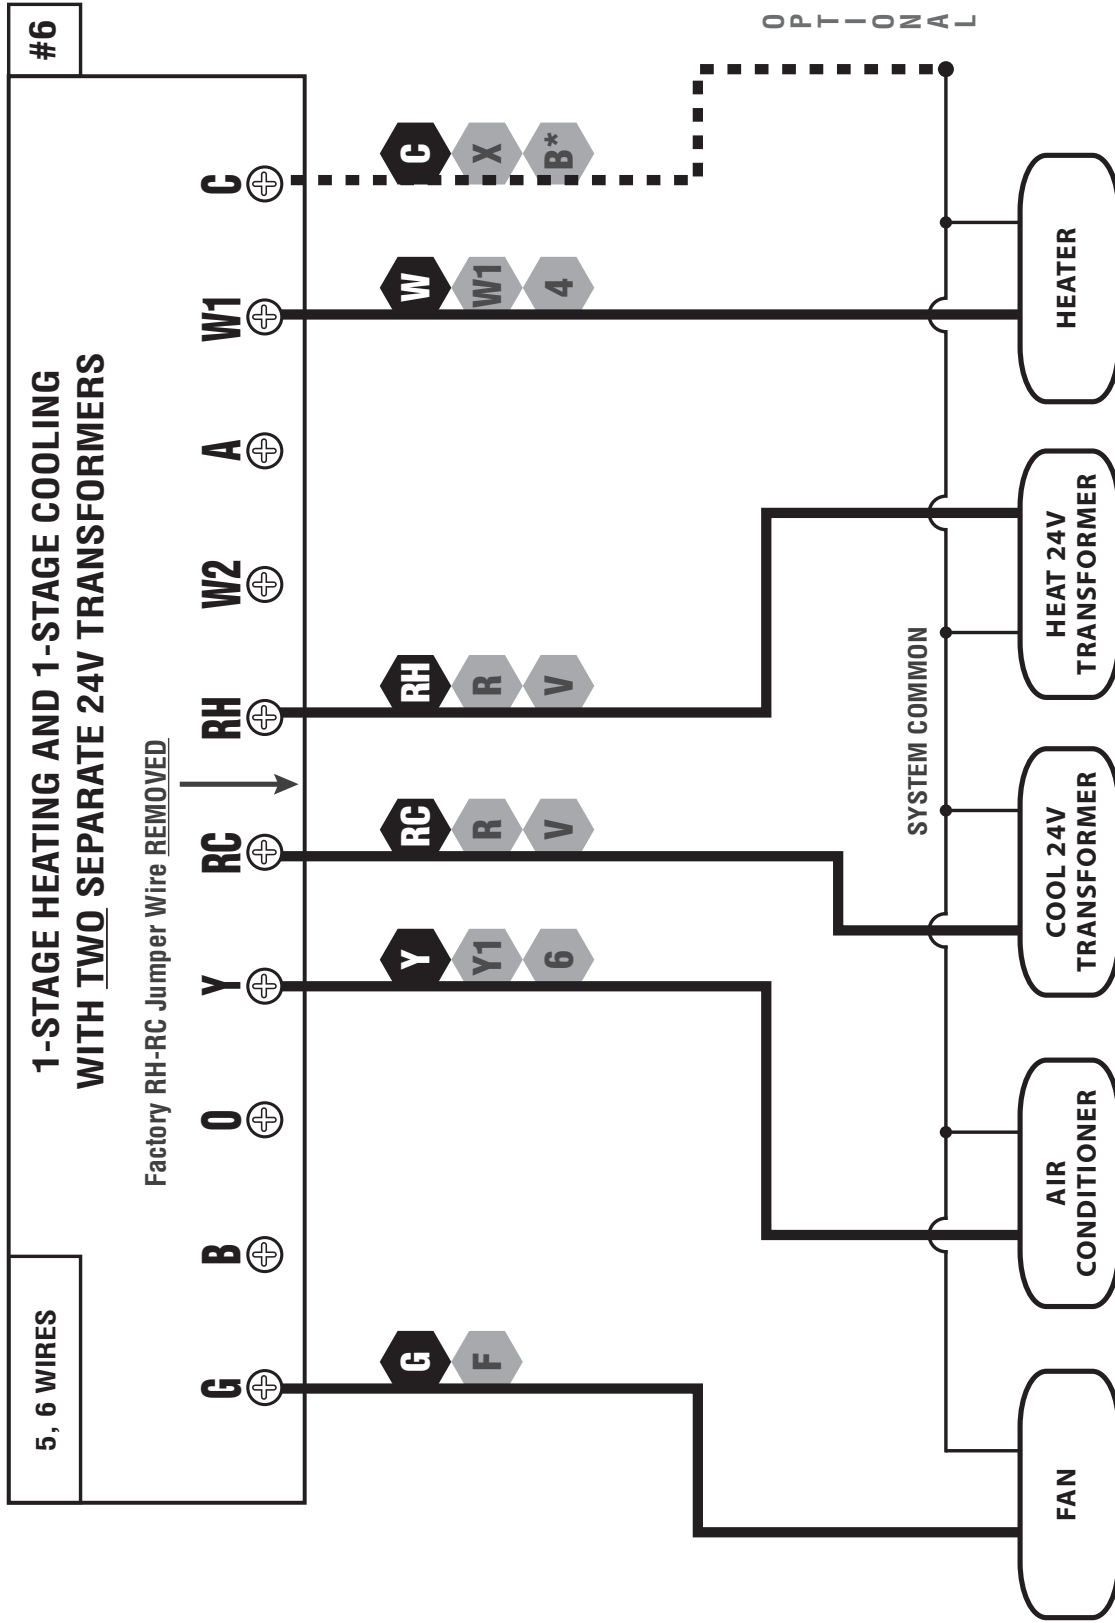 5, 6 WIRES
#6
1-STAGE HEATING AND 1-STAGE COOLING
WITH TWO SEPARATE 24V TRANSFORMERS
Factory RH-RC Jumper Wire REMOVED
G B O Y RC RH W2 A W1 C
G Y RC RH W C
F Y1 R R W1 X
6 V V 4 B*
OPTIONAL
SYSTEM COMMON
FAN
AIR
CONDITIONER
COOL 24V
TRANSFORMER
HEAT 24V
TRANSFORMER
HEATER